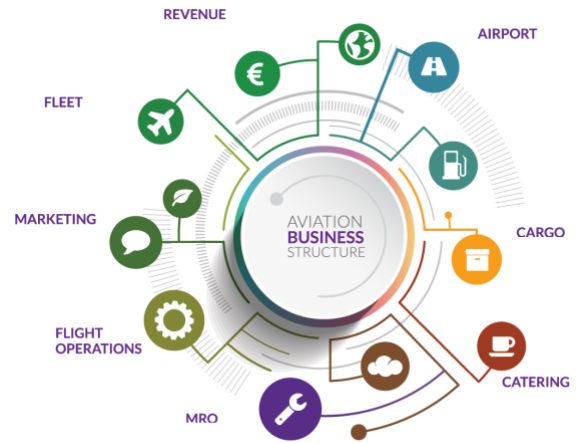 REVENUE
AIRPORT
FLEET
MARKETING
AVIATION
BUSINESS
STRUCTURE
CARGO
FLIGHT
OPERATIONS
CATERING
MRO